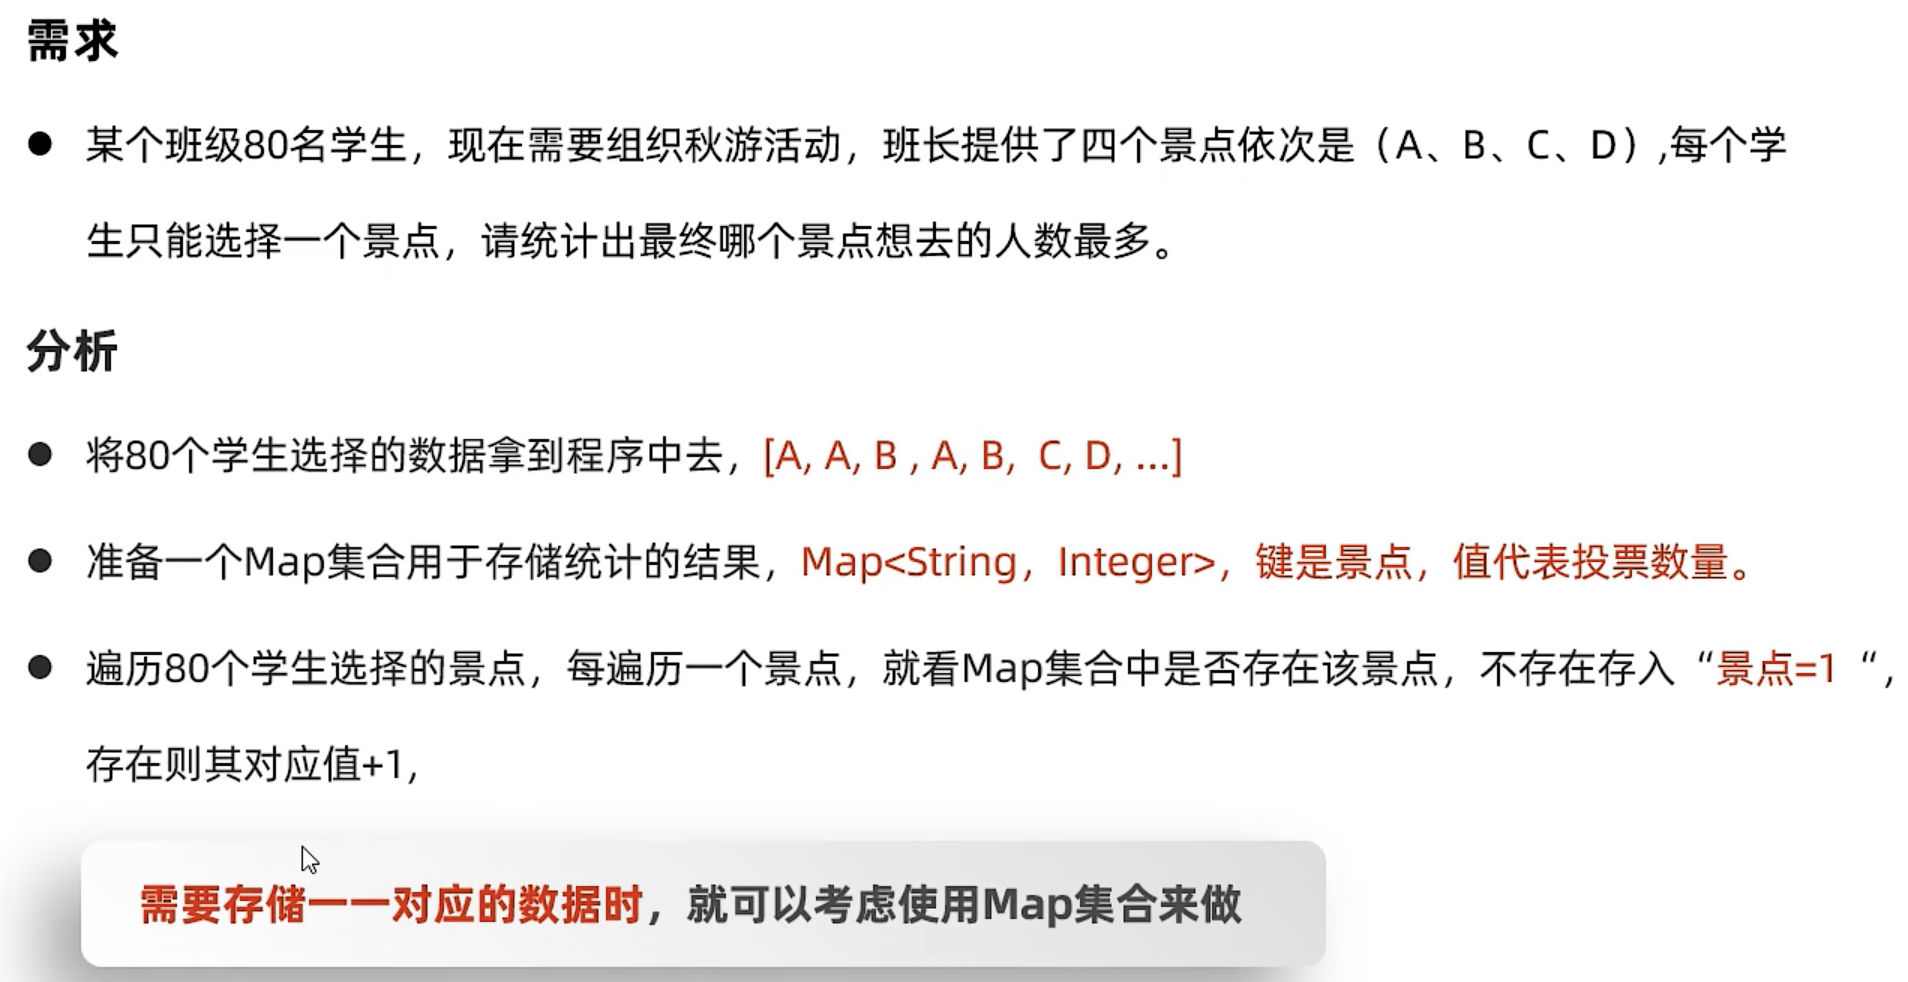 需求
某个班级80名学生，现在需要组织秋游活动，班长提供了四个景点依次是（A、B、C、D）,每个学
生只能选择一个景点，请统计出最终哪个景点想去的人数最多。
分析
将80个学生选择的数据拿到程序中去，[A, A, B , A, B,  C, D, ...]
准备一个Map集合用于存储统计的结果，Map<String，Integer>，键是景点，值代表投票数量。
遍历80个学生选择的景点，每遍历一个景点，就看Map集合中是否存在该景点，不存在存入“景点=1 “，
存在则其对应值+1，
需要存储一一对应的数据时，就可以考虑使用Map集合来做